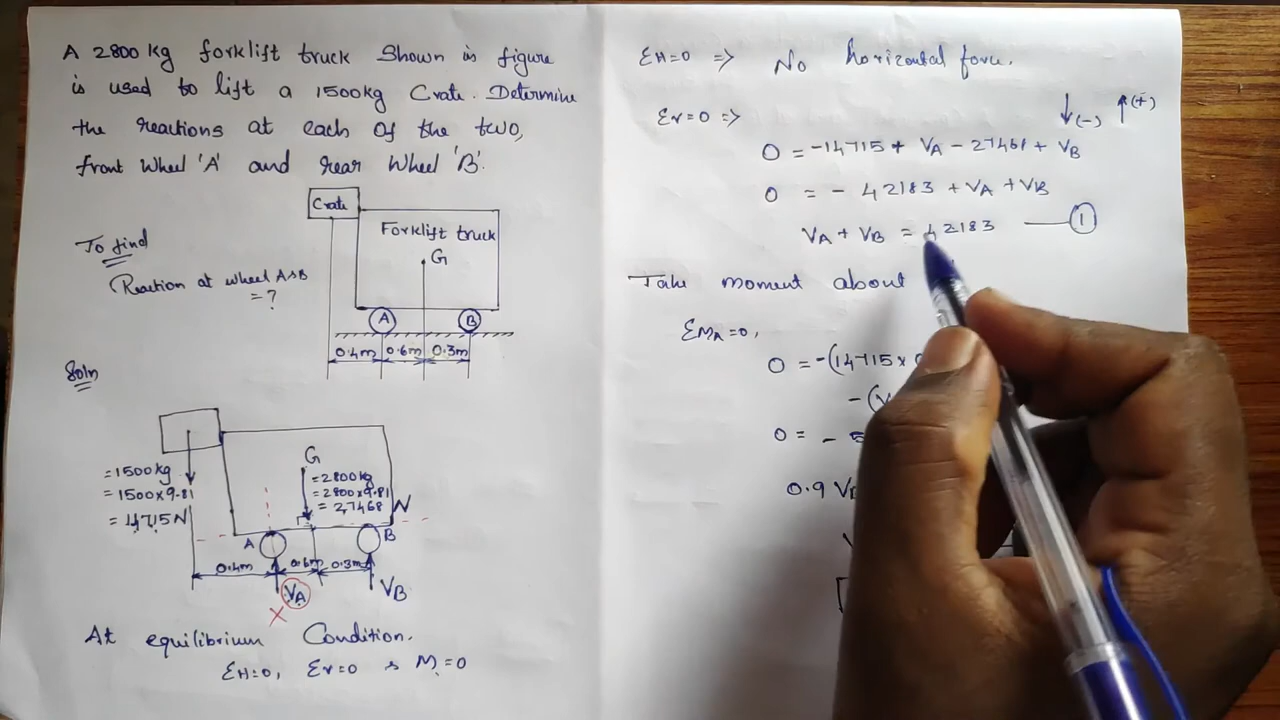 A 2800 kg forklift truck Shown in figure
is used to lift a 1500kg Crate. Determine
the reactions at each of the two,
front Wheel 'A' and rear Wheel 'B'.
Crate
Forklift truck
G
To find
Reaction at wheel A&B
= ?
A
B
0.4m 0.6m 0.3m
Soln
G
=1500kg
=1500×9.81
=14715N
=2800kg
=2800×9.81
=27468 N
A
B
0.4m 0.6m 0.3m
VA
VB
×
At equilibrium Condition.
ΣH=0, ΣV=0 & M=0
ΣH=0 => No horizontal force.
ΣV=0 =>
↓(-) ↑(+)
0 = -14715 + VA - 27468 + VB
0 = - 42183 + VA + VB
VA + VB = 42183 ①
Take moment about
ΣMA=0,
0 = -(14715 ×
-(
0 = -
0.9 VB